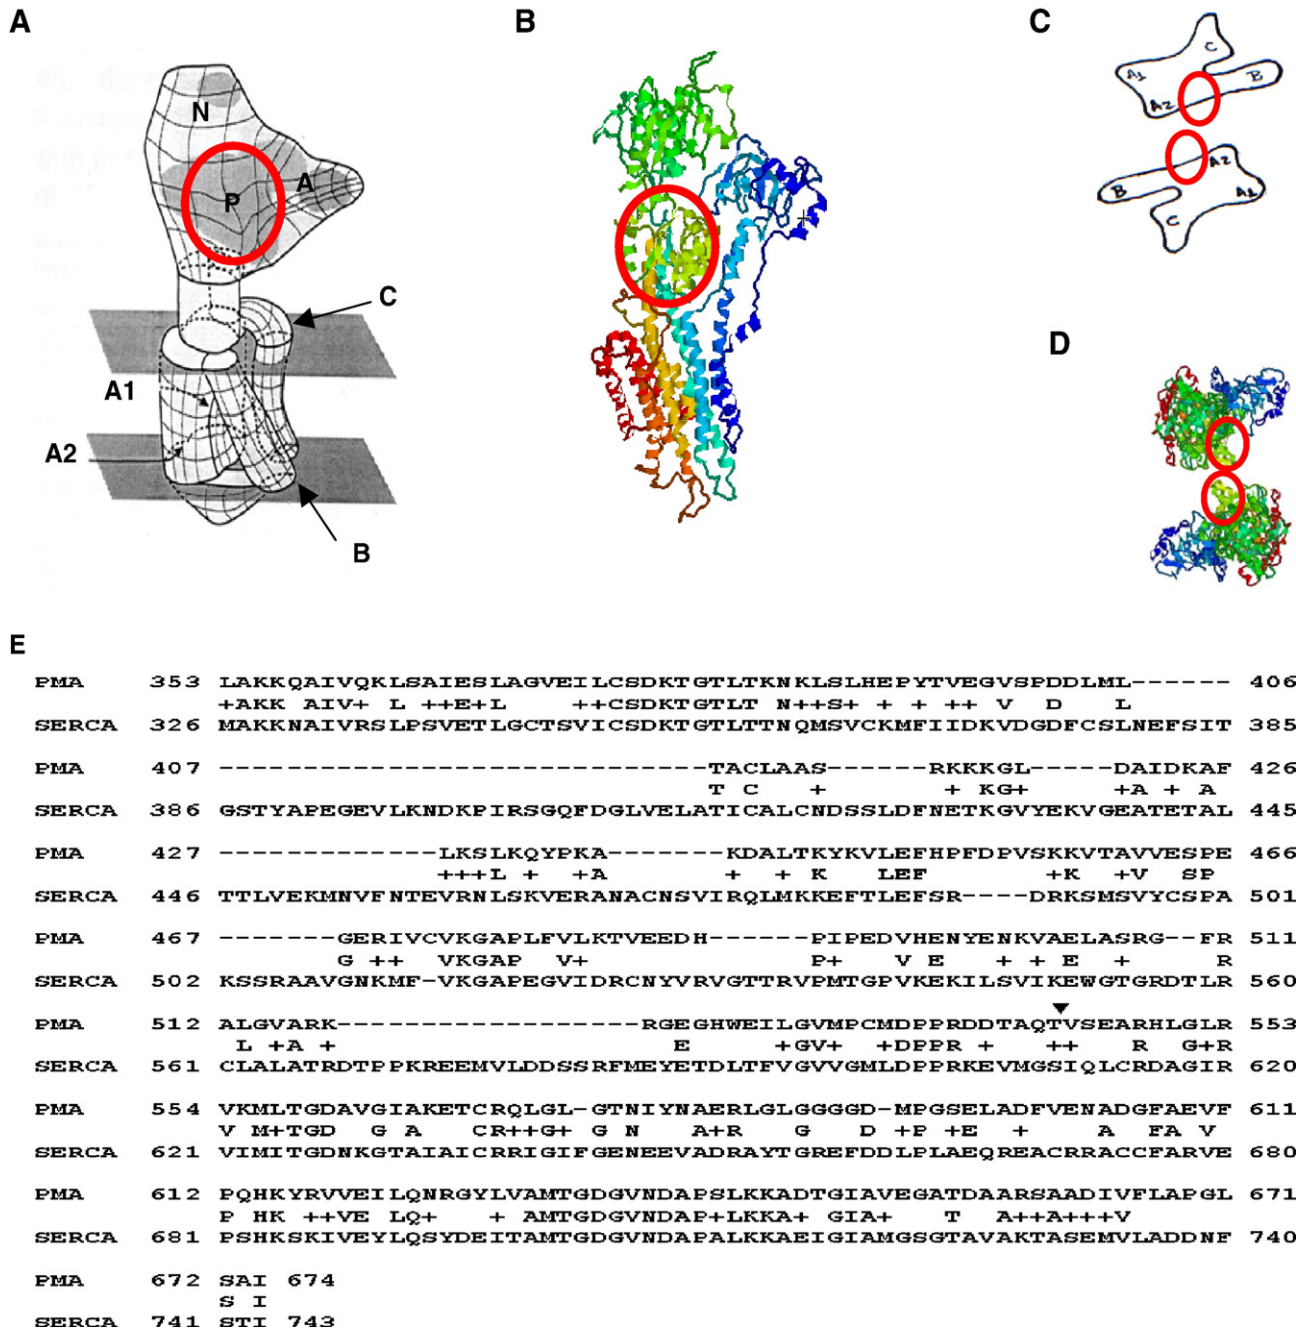 A
B
C
N
P
A
C
A1
A2
B
C
A1
A2
B
B
A2
A1
C
D
E
PMA 353 LAKKQAIVQKLSAIESLAGVEILCSDKTGTLTKNKLSLHEPYTVEGVSPDDLML------ 406
+AKK AIV+ L ++E+L ++CSDKTGTLT N++S+ + + ++ V D L
SERCA 326 MAKKNAIVRSLPSVETLGCTSVICSDKTGTLTTNQMSVCKMFIIDKVDGDFCSLNEFSIT 385
PMA 407 -----------------------------TACLAAS------RKKKGL-----DAIDKAF 426
T C + + KG+ +A + A
SERCA 386 GSTYAPEGEVLKNDKPIRSGQFDGLVELATICALCNDSSLDFNETKGVYEKVGEATETAL 445
PMA 427 -------------LKSLKQYPKA-------KDALTKYKVLEFHPFDPVSKKVTAVVESPE 466
+++L + +A + + K LEF +K +V SP
SERCA 446 TTLVEKMNVFNTEVRNLSKVERANACNSVIRQLMKKEFTLEFSR----DRKSMSVYCSPA 501
PMA 467 -------GERIVCVKGAPLFVLKTVEEDH------PIPEDVHENYENKVAELASRG--FR 511
G ++ VKGAP V+ P+ V E + + E + R
SERCA 502 KSSRAAVGNKMF-VKGAPEGVIDRCNYVRVGTTRVPMTGPVKEKILSVIKEWGTGRDTLR 560
PMA 512 ALGVARK------------------RGEGHWEILGVMPCMDPPRDDTAQTVSEARHLGLR 553
L +A + E +GV+ +DPPR + ++ R G+R
SERCA 561 CLALATRDTPPKREEMVLDDSSRFMEYETDLTFVGVVGMLDPPRKEVMGSIQLCRDAGIR 620
PMA 554 VKMLTGDAVGIAKETCRQLGL-GTNIYNAERLGLGGGGD-MPGSELADFVENADGFAEVF 611
V M+TGD G A CR++G+ G N A+R G D +P +E + A FA V
SERCA 621 VIMITGDNKGTAIAICRRIGIFGENEEVADRAYTGREFDDLPLAEQREACRRACCFARVE 680
PMA 612 PQHKYRVVEILQNRGYLVAMTGDGVNDAPSLKKADTGIAVEGATDAARSAADIVFLAPGL 671
P HK ++VE LQ+ + AMTGDGVNDAP+LKKA+ GIA+ T A++A+++V
SERCA 681 PSHKSKIVEYLQSYDEITAMTGDGVNDAPALKKAEIGIAMGSGTAVAKTASEMVLADDNF 740
PMA 672 SAI 674
S I
SERCA 741 STI 743